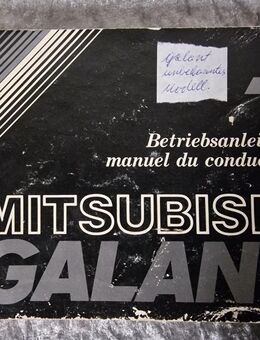 Galant
unbekanntes
Modell.
Betriebsanlei
manuel du conduc
MITSUBISH
GALAN